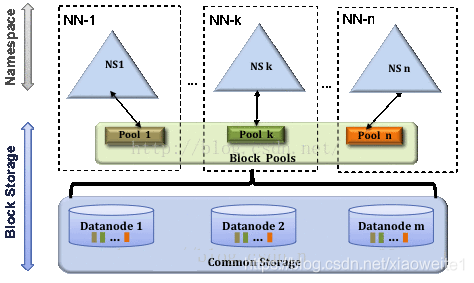 NN-1 NN-k NN-n
Namespace
NS1 NS k NS n
... ...
Pool 1 Pool k Pool n
http://blog.csdn.net/
Block Pools
Block Storage
Datanode 1 Datanode 2 Datanode m
... ... ...
Common Storage
https://blog.csdn.net/xiaoweite1